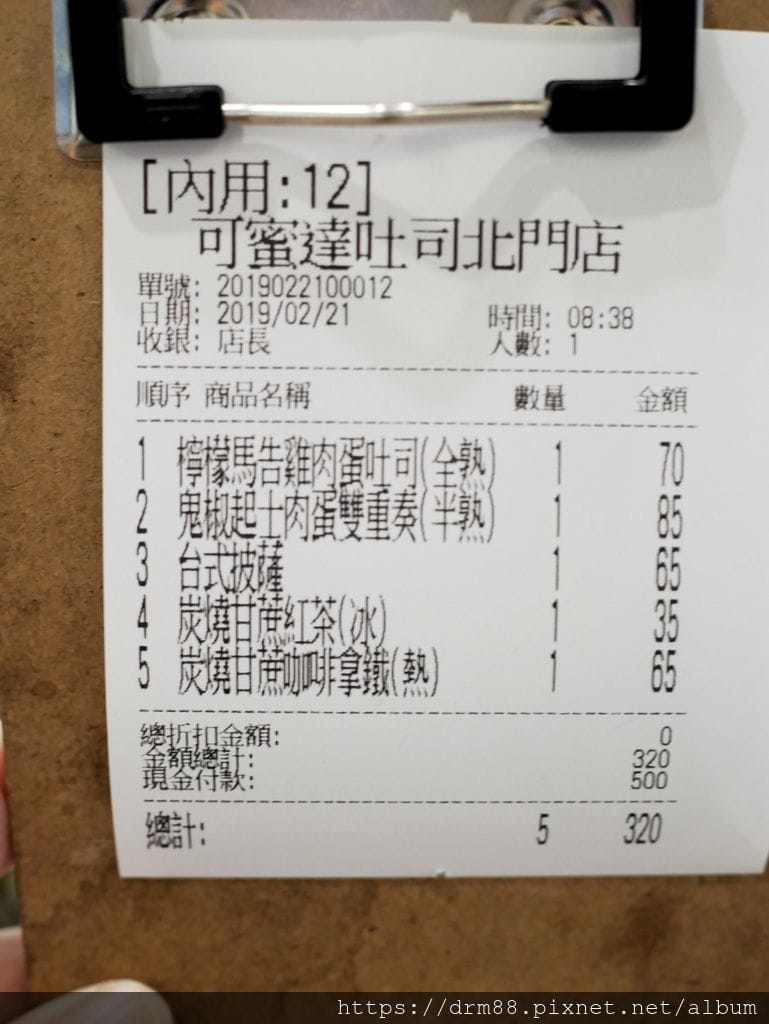 [內用:12]
可蜜達吐司北門店
單號: 2019022100012
日期: 2019/02/21 時間: 08:38
收銀: 店長 人數: 1
順序 商品名稱 數量 金額
1 檸檬馬告雞肉蛋吐司(全熟) 1 70
2 鬼椒起士肉蛋雙重奏(半熟) 1 85
3 台式披薩 1 65
4 炭燒甘蔗紅茶(冰) 1 35
5 炭燒甘蔗咖啡拿鐵(熱) 1 65
總折扣金額: 0
金額總計: 320
現金付款: 500
總計: 5 320
https://drm88.pixnet.net/album